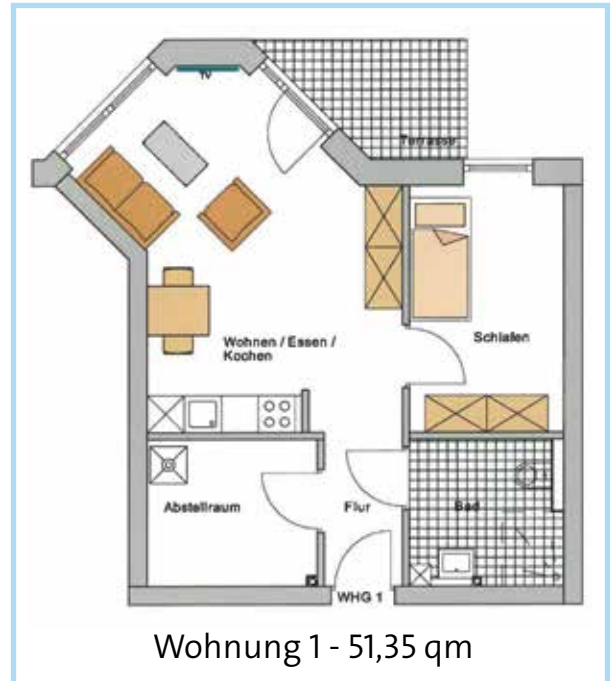 TV
Terrasse
Wohnen / Essen /
Kochen
Schlafen
Abstellraum
Flur
Bad
WHG 1
Wohnung 1 - 51,35 qm